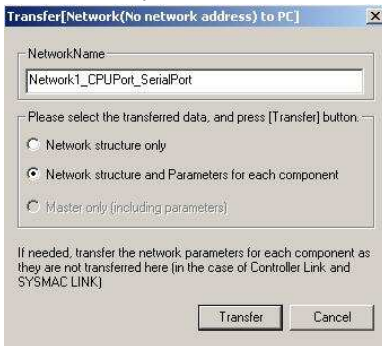 Transfer[Network(No network address) to PC]
NetworkName
Network1_CPUPort_SerialPort
Please select the transferred data, and press [Transfer] button.
Network structure only
Network structure and Parameters for each component
Master only (including parameters)
If needed, transfer the network parameters for each component as
they are not transferred here (in the case of Controller Link and
SYSMAC LINK)
Transfer
Cancel